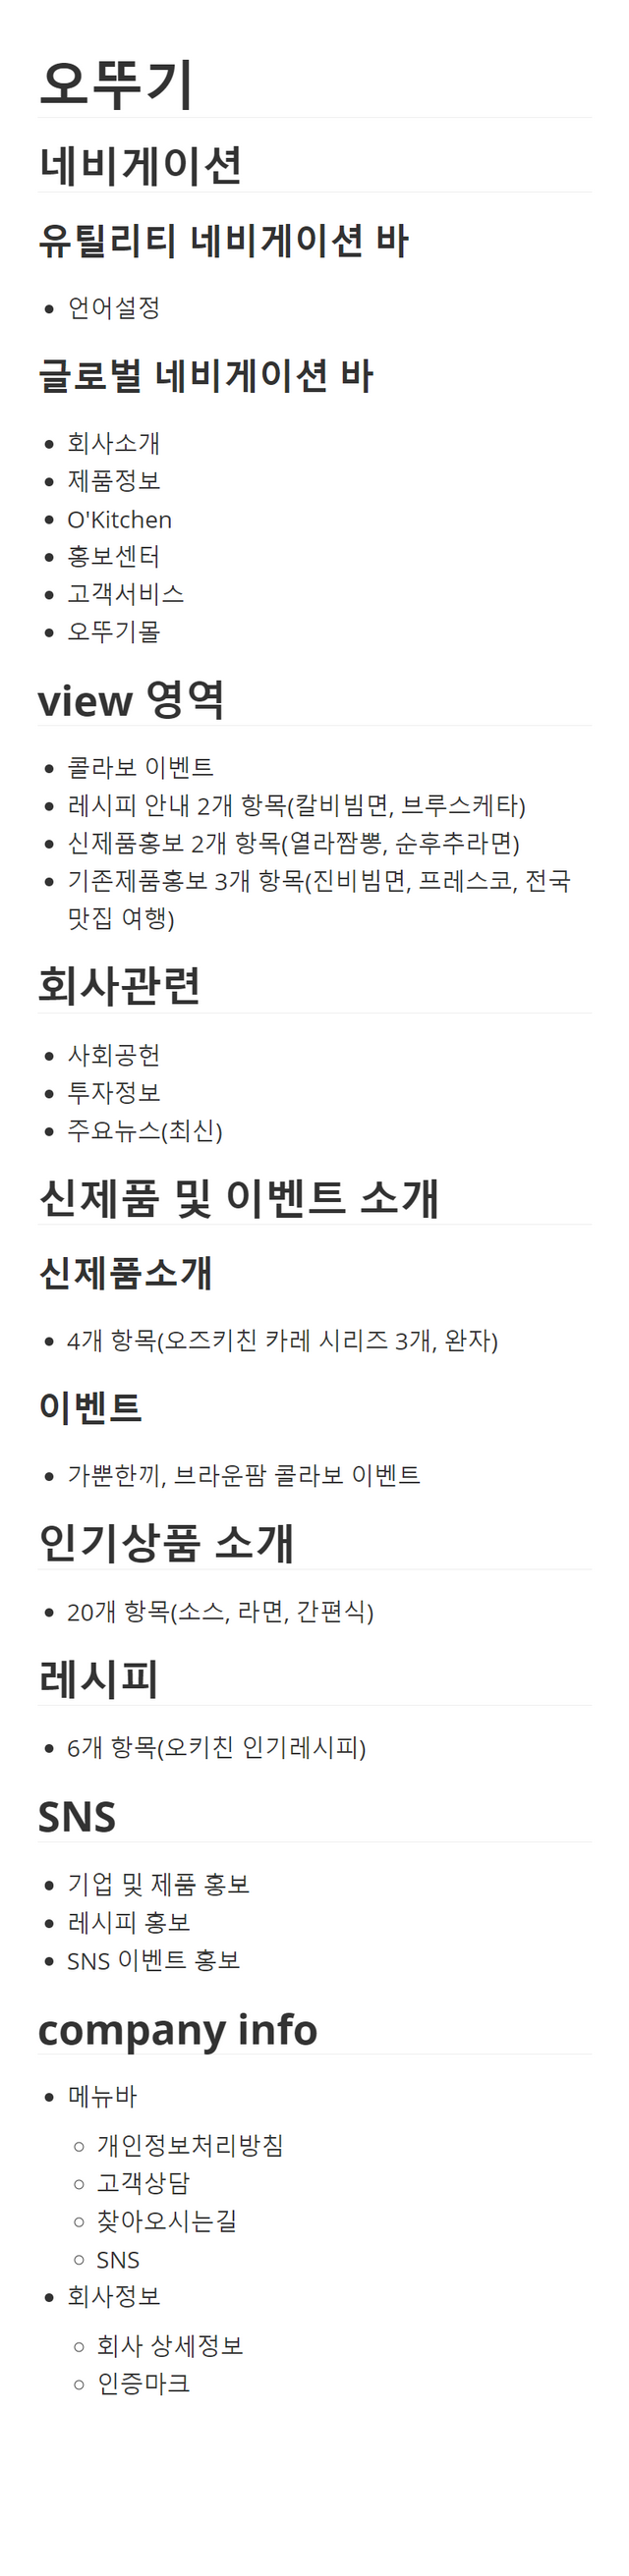 오뚜기
네비게이션
유틸리티 네비게이션 바
언어설정
글로벌 네비게이션 바
회사소개
제품정보
O'Kitchen
홍보센터
고객서비스
오뚜기몰
view 영역
콜라보 이벤트
레시피 안내 2개 항목(칼비빔면, 브루스케타)
신제품홍보 2개 항목(열라짬뽕, 순후추라면)
기존제품홍보 3개 항목(진비빔면, 프레스코, 전국
맛집 여행)
회사관련
사회공헌
투자정보
주요뉴스(최신)
신제품 및 이벤트 소개
신제품소개
4개 항목(오즈키친 카레 시리즈 3개, 완자)
이벤트
가뿐한끼, 브라운팜 콜라보 이벤트
인기상품 소개
20개 항목(소스, 라면, 간편식)
레시피
6개 항목(오키친 인기레시피)
SNS
기업 및 제품 홍보
레시피 홍보
SNS 이벤트 홍보
company info
메뉴바
개인정보처리방침
고객상담
찾아오시는길
SNS
회사정보
회사 상세정보
인증마크